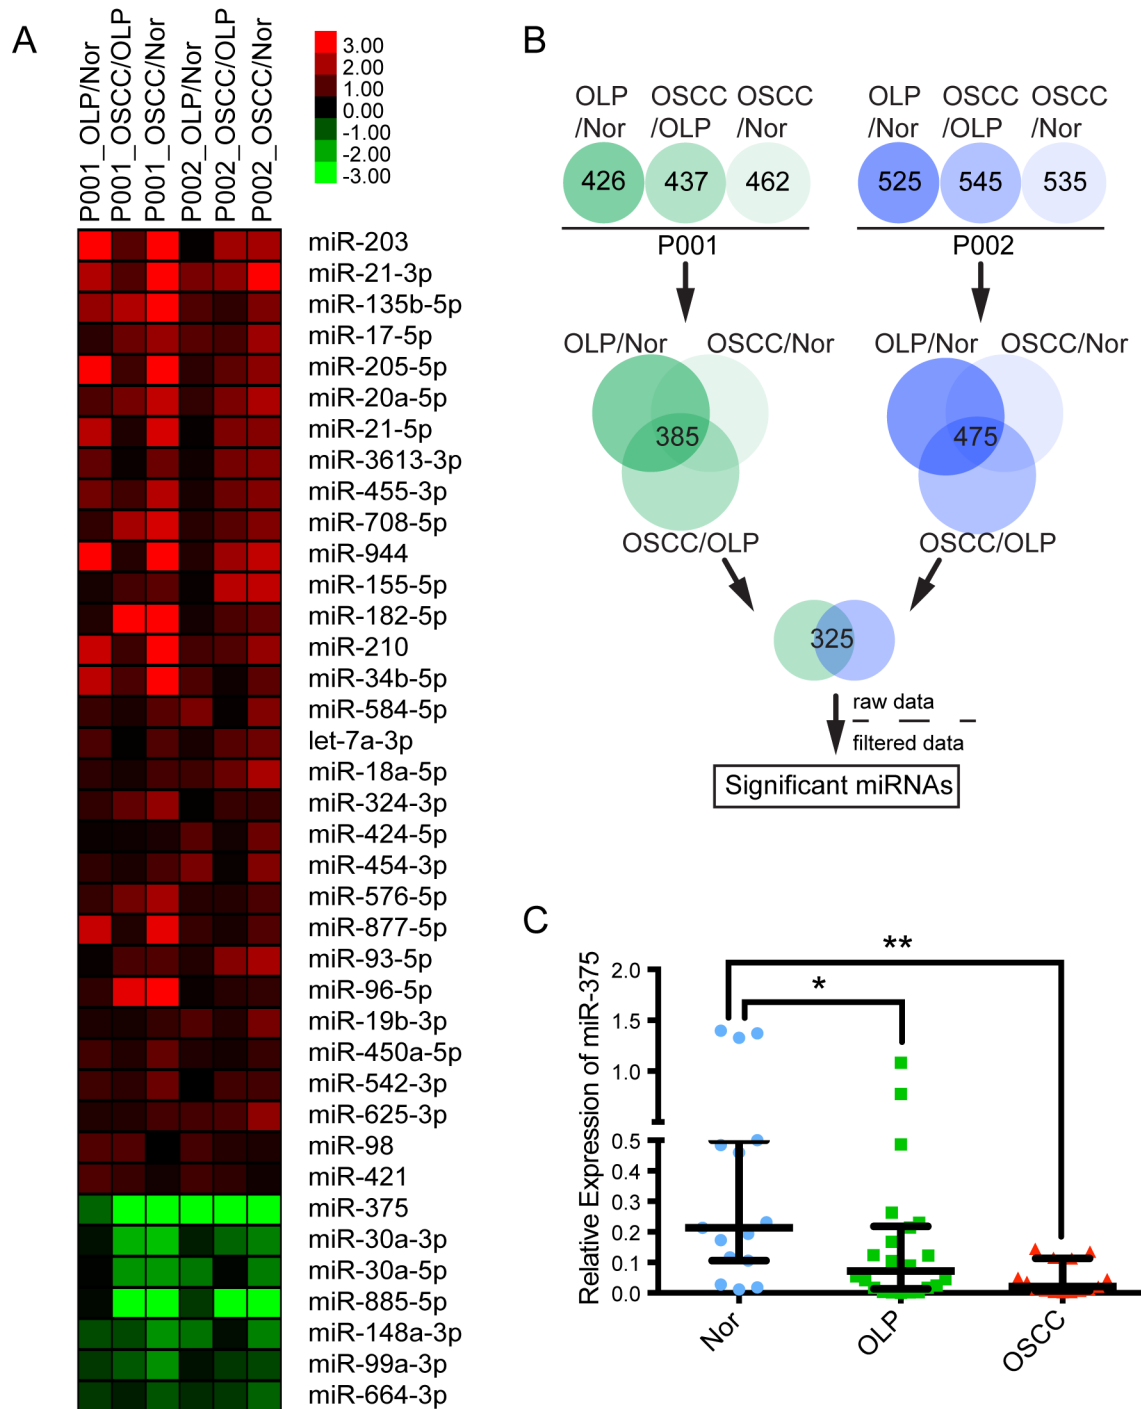 A
P001_OLP/Nor
P001_OSCC/OLP
P001_OSCC/Nor
P002_OLP/Nor
P002_OSCC/OLP
P002_OSCC/Nor
3.00
2.00
1.00
0.00
-1.00
-2.00
-3.00
miR-203
miR-21-3p
miR-135b-5p
miR-17-5p
miR-205-5p
miR-20a-5p
miR-21-5p
miR-3613-3p
miR-455-3p
miR-708-5p
miR-944
miR-155-5p
miR-182-5p
miR-210
miR-34b-5p
miR-584-5p
let-7a-3p
miR-18a-5p
miR-324-3p
miR-424-5p
miR-454-3p
miR-576-5p
miR-877-5p
miR-93-5p
miR-96-5p
miR-19b-3p
miR-450a-5p
miR-542-3p
miR-625-3p
miR-98
miR-421
miR-375
miR-30a-3p
miR-30a-5p
miR-885-5p
miR-148a-3p
miR-99a-3p
miR-664-3p
B
OLP OSCC OSCC
/Nor /OLP /Nor
426 437 462
P001
OLP OSCC OSCC
/Nor /OLP /Nor
525 545 535
P002
OLP/Nor OSCC/Nor
385
OSCC/OLP
OLP/Nor OSCC/Nor
475
OSCC/OLP
325
raw data
filtered data
Significant miRNAs
C
Relative Expression of miR-375
2.0
1.5
1.0
0.5
0.4
0.3
0.2
0.1
0.0
**
*
Nor
OLP
OSCC